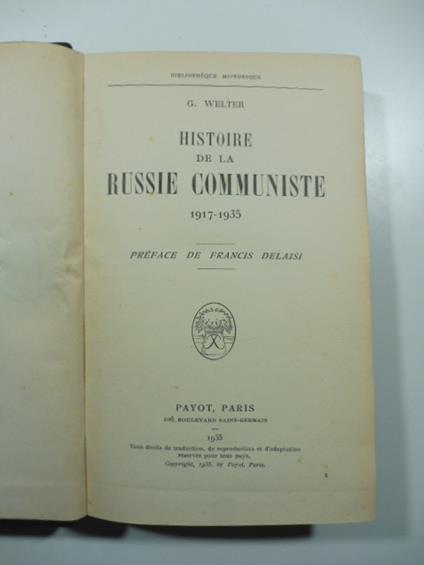 BIBLIOTHÈQUE HISTORIQUE
G. WELTER
HISTOIRE
DE LA
RUSSIE COMMUNISTE
1917-1935
PRÉFACE DE FRANCIS DELAISI
PAYOT, PARIS
106, BOULEVARD SAINT-GERMAIN
1935
Tous droits de traduction, de reproduction et d'adaptation
réservés pour tous pays.
Copyright, 1935, by Payot, Paris.